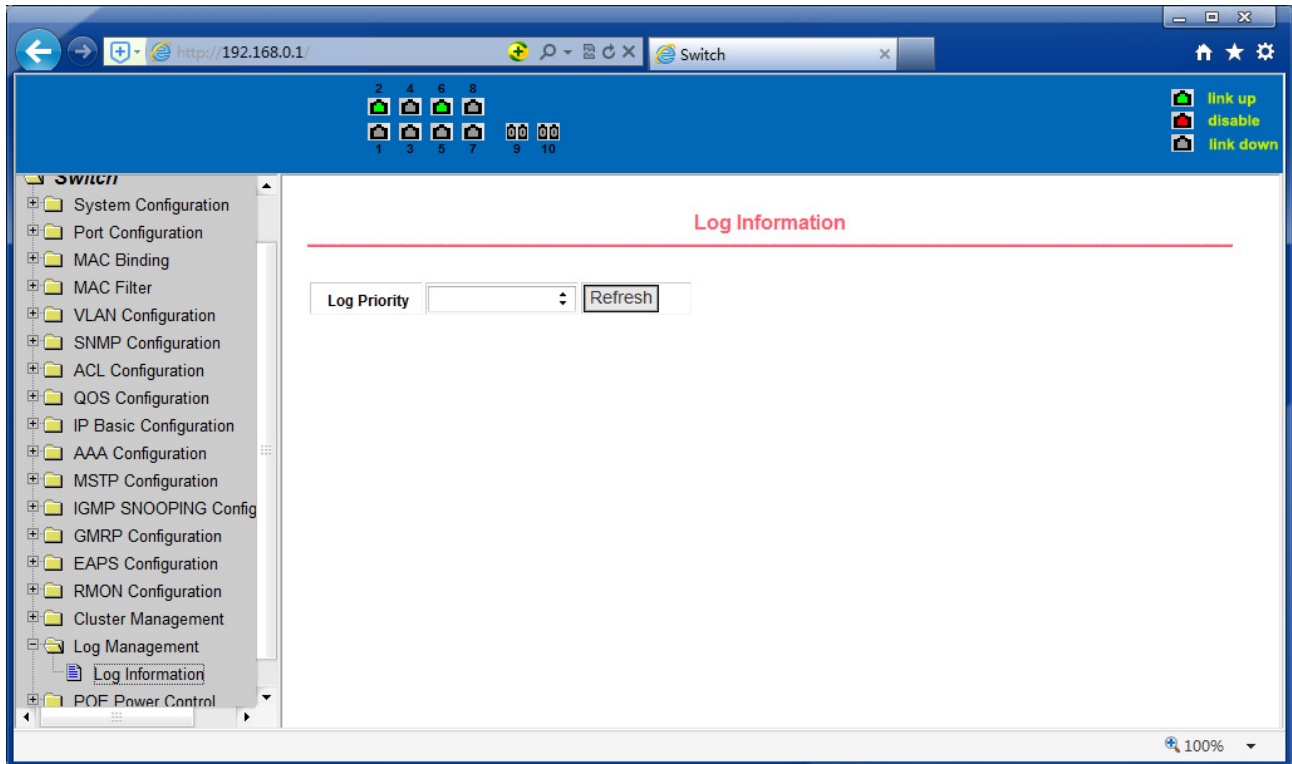 http://192.168.0.1/
Switch
2 4 6 8
1 3 5 7 9 10
link up
disable
link down
Switch
System Configuration
Port Configuration
MAC Binding
MAC Filter
VLAN Configuration
SNMP Configuration
ACL Configuration
QOS Configuration
IP Basic Configuration
AAA Configuration
MSTP Configuration
IGMP SNOOPING Config
GMRP Configuration
EAPS Configuration
RMON Configuration
Cluster Management
Log Management
Log Information
POE Power Control
Log Information
Log Priority Refresh
100%